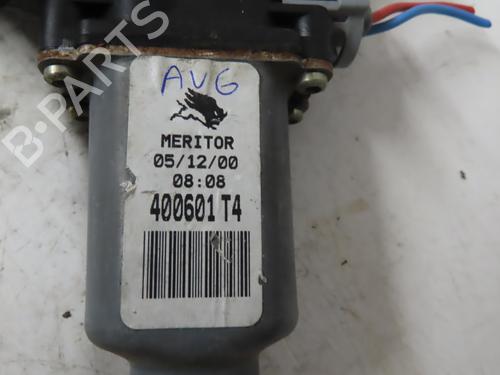 AVG
MERITOR
05/12/00
08:08
400601 T4
B-PARTS